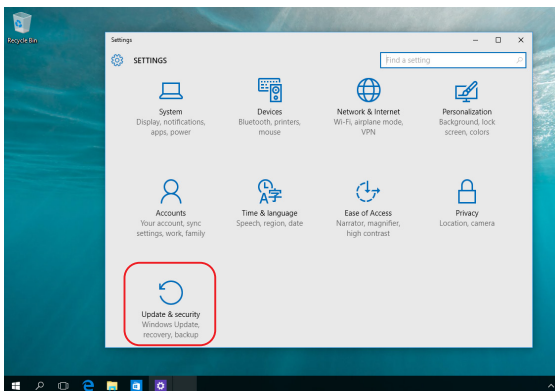 Recycle Bin
Settings
SETTINGS
Find a setting
System
Display, notifications,
apps, power
Devices
Bluetooth, printers,
mouse
Network & Internet
Wi-Fi, airplane mode,
VPN
Personalization
Background, lock
screen, colors
Accounts
Your account, sync
settings, work, family
Time & language
Speech, region, date
Ease of Access
Narrator, magnifier,
high contrast
Privacy
Location, camera
Update & security
Windows Update,
recovery, backup